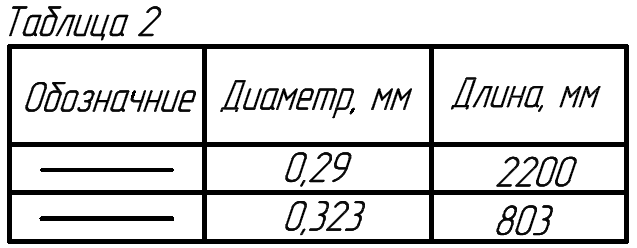 Таблица 2
Обозначние Диаметр, мм Длина, мм
0,29 2200
0,323 803